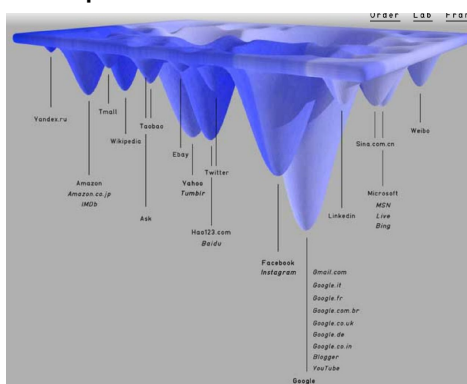 Order Lab Fran
Yandex.ru
Tmall
Wikipedia
Taobao
Amazon
Amazon.co.jp
IMDb
Ask
Ebay
Yahoo
Tumblr
Twitter
Hao123.com
Baidu
Facebook
Instagram
LinkedIn
Sina.com.cn
Microsoft
MSN
Live
Bing
Weibo
Gmail.com
Google.it
Google.fr
Google.com.br
Google.co.uk
Google.de
Google.co.in
Blogger
YouTube
Google